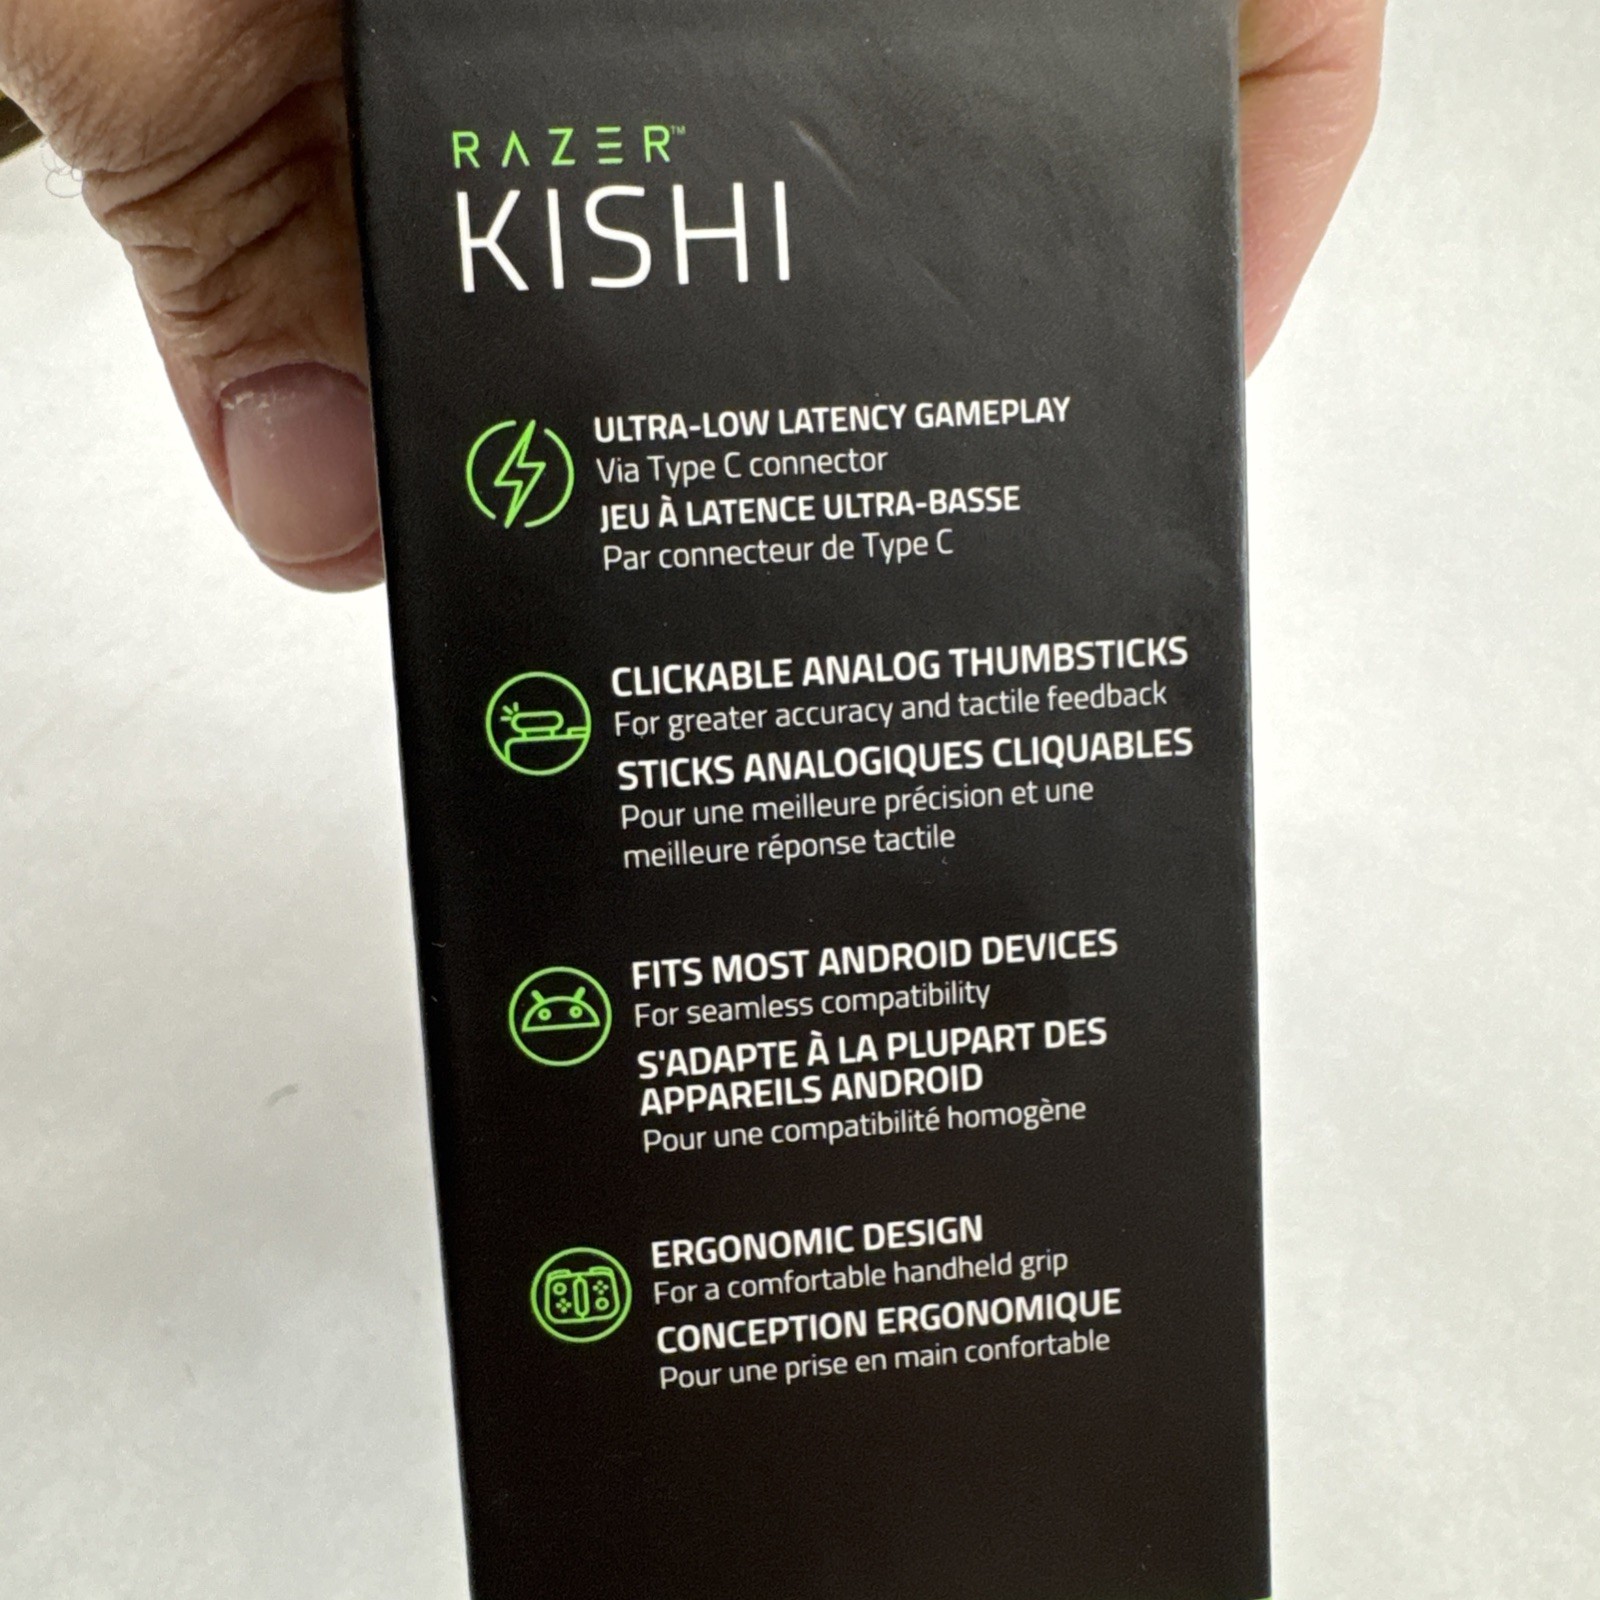 RAZER™
KISHI
ULTRA-LOW LATENCY GAMEPLAY
Via Type C connector
JEU À LATENCE ULTRA-BASSE
Par connecteur de Type C
CLICKABLE ANALOG THUMBSTICKS
For greater accuracy and tactile feedback
STICKS ANALOGIQUES CLIQUABLES
Pour une meilleure précision et une
meilleure réponse tactile
FITS MOST ANDROID DEVICES
For seamless compatibility
S'ADAPTE À LA PLUPART DES
APPAREILS ANDROID
Pour une compatibilité homogène
ERGONOMIC DESIGN
For a comfortable handheld grip
CONCEPTION ERGONOMIQUE
Pour une prise en main confortable